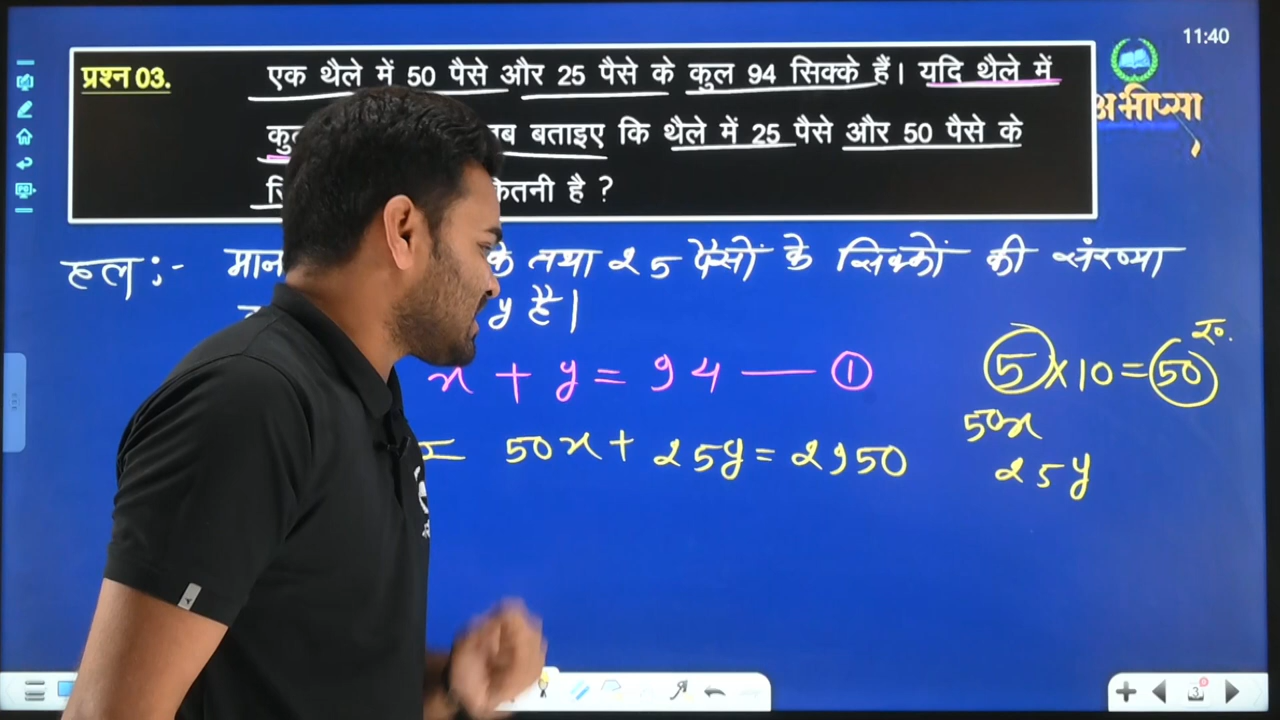 11:40
प्रश्न 03. एक थैले में 50 पैसे और 25 पैसे के कुल 94 सिक्के हैं। यदि थैले में
बताइए कि थैले में 25 पैसे और 50 पैसे के
है ?
अभीप्सा
हल :- के तथा 25 पैसों के सिक्कों की संख्या
y है।
x + y = 94 — ①
5 × 10 = 50 रु.
50x
= 50x + 25y = 2950
25y
3